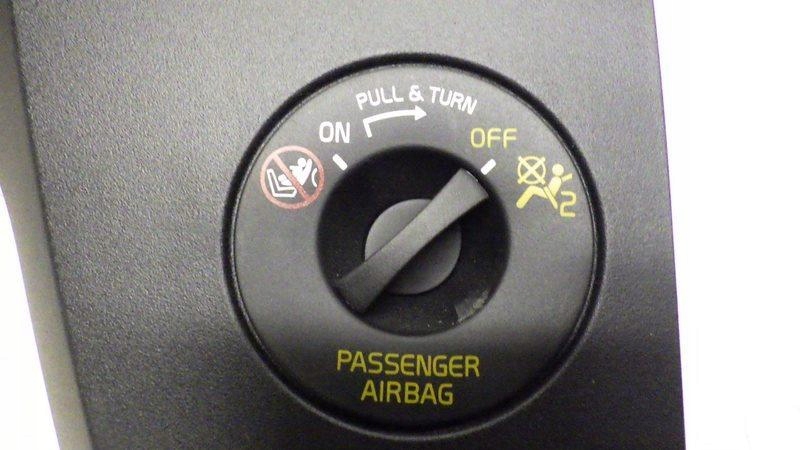 PULL & TURN
ON
OFF
2
PASSENGER
AIRBAG